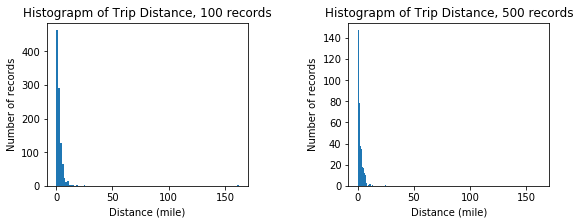 Histograpm of Trip Distance, 100 records
Histograpm of Trip Distance, 500 records
Number of records
400
300
200
100
0
0 50 100 150
Distance (mile)
Number of records
140
120
100
80
60
40
20
0
0 50 100 150
Distance (mile)